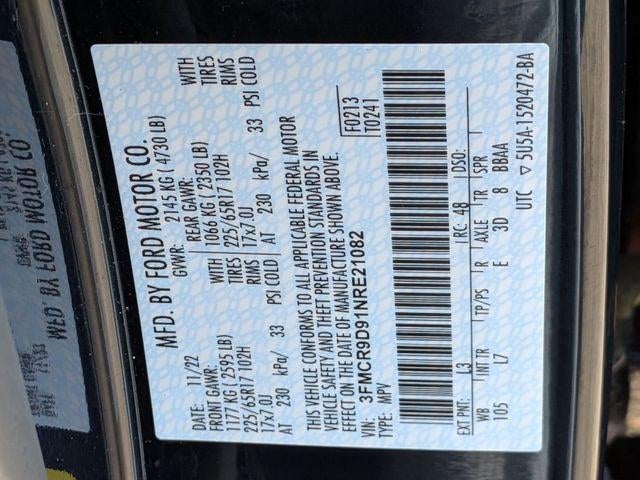 MFD. BY FORD MOTOR CO.
DATE: 11/22 GVWR: 2145 KG ( 4730 LB)
FRONT GAWR: REAR GAWR:
1177 KG ( 2595 LB) WITH 1066 KG ( 2350 LB) WITH
225/65R17 102H TIRES 225/65R17 102H TIRES
17x7.0J RIMS 17x7.0J RIMS
AT 230 kPa/ 33 PSI COLD AT 230 kPa/ 33 PSI COLD
THIS VEHICLE CONFORMS TO ALL APPLICABLE FEDERAL MOTOR
VEHICLE SAFETY AND THEFT PREVENTION STANDARDS IN
EFFECT ON THE DATE OF MANUFACTURE SHOWN ABOVE.
VIN: 3FMCR9D91NRE21082 F0213
TYPE: MPV T0241
EXT PNT: L3 RC: 48 DSO:
WB INT TR TP/PS R AXLE TR SPR
105 L7 E 3D 8 BBAA
UTC ▽ 5U5A-1520472-BA
MFD. BY FORD MOTOR CO